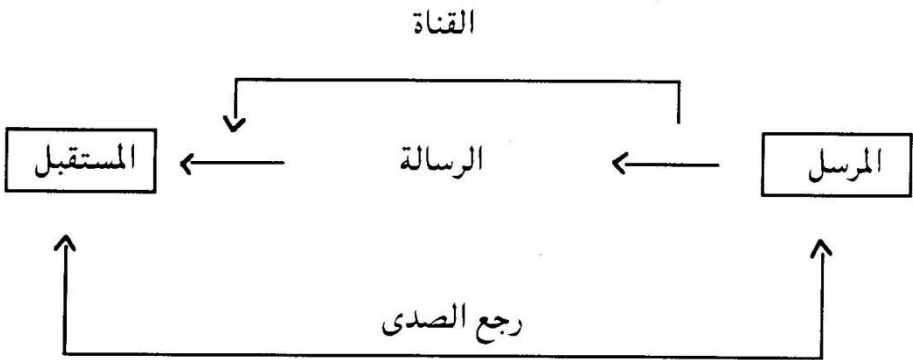 القناة
المرسل الرسالة المستقبل
رجع الصدى